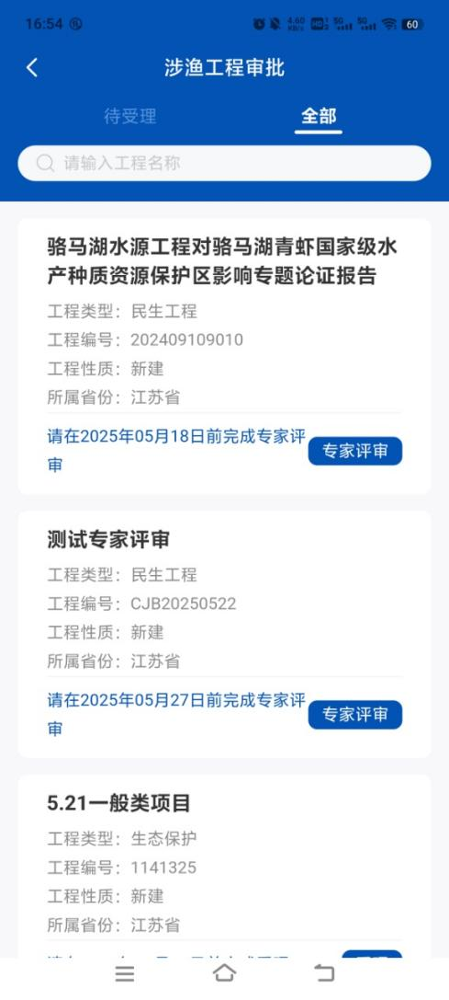 16:54
4.60
KB/s
HD
5G
5G
60
涉渔工程审批
待受理
全部
请输入工程名称
骆马湖水源工程对骆马湖青虾国家级水
产种质资源保护区影响专题论证报告
工程类型：民生工程
工程编号：202409109010
工程性质：新建
所属省份：江苏省
请在2025年05月18日前完成专家评
审
专家评审
测试专家评审
工程类型：民生工程
工程编号：CJB20250522
工程性质：新建
所属省份：江苏省
请在2025年05月27日前完成专家评
审
专家评审
5.21一般类项目
工程类型：生态保护
工程编号：1141325
工程性质：新建
所属省份：江苏省